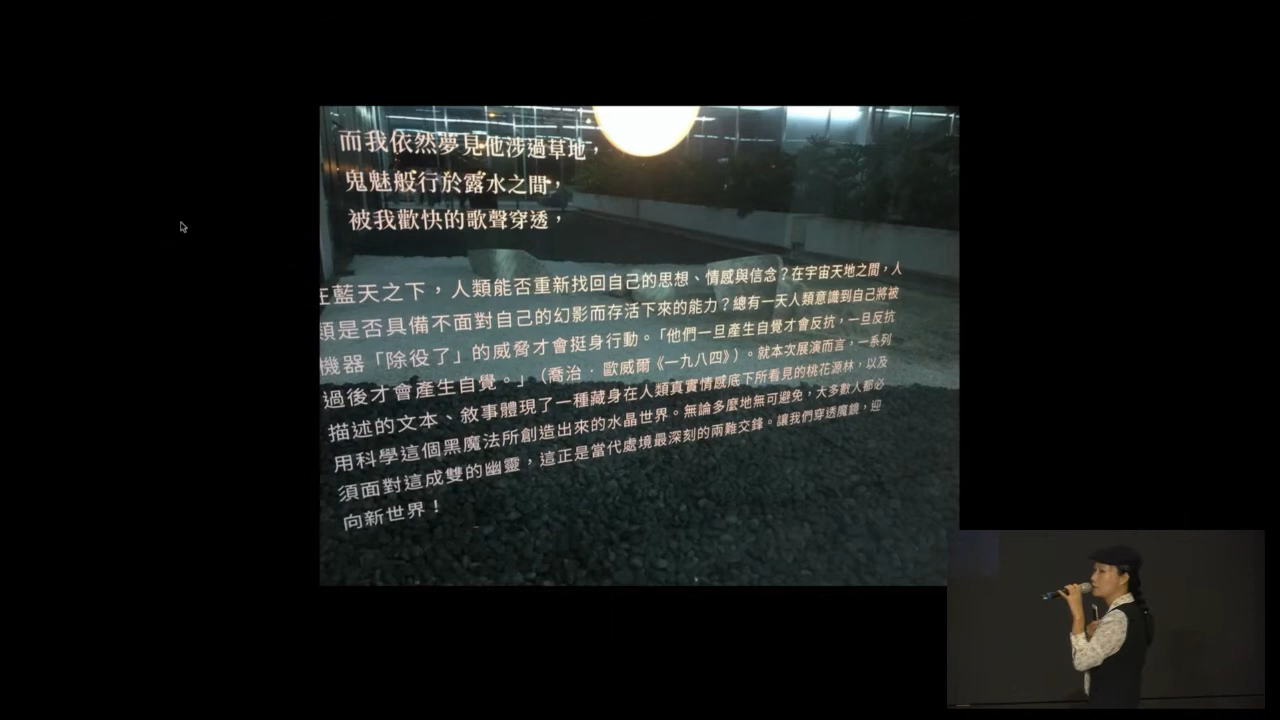 而我依然夢見他涉過草地，
鬼魅般行於露水之間，
被我歡快的歌聲穿透，
在藍天之下，人類能否重新找回自己的思想、情感與信念？在宇宙天地之間，人
類是否具備不面對自己的幻影而存活下來的能力？總有一天人類意識到自己將被
機器「除役了」的威脅才會挺身行動。「他們一旦產生自覺才會反抗，一旦反抗
過後才會產生自覺。」（喬治．歐威爾《一九八四》）。就本次展演而言，一系列
描述的文本、敘事體現了一種藏身在人類真實情感底下所看見的桃花源林，以及
用科學這個黑魔法所創造出來的水晶世界。無論多麼地無可避免，大多數人都必
須面對這成雙的幽靈，這正是當代處境最深刻的兩難交鋒。讓我們穿透魔鏡，迎
向新世界！